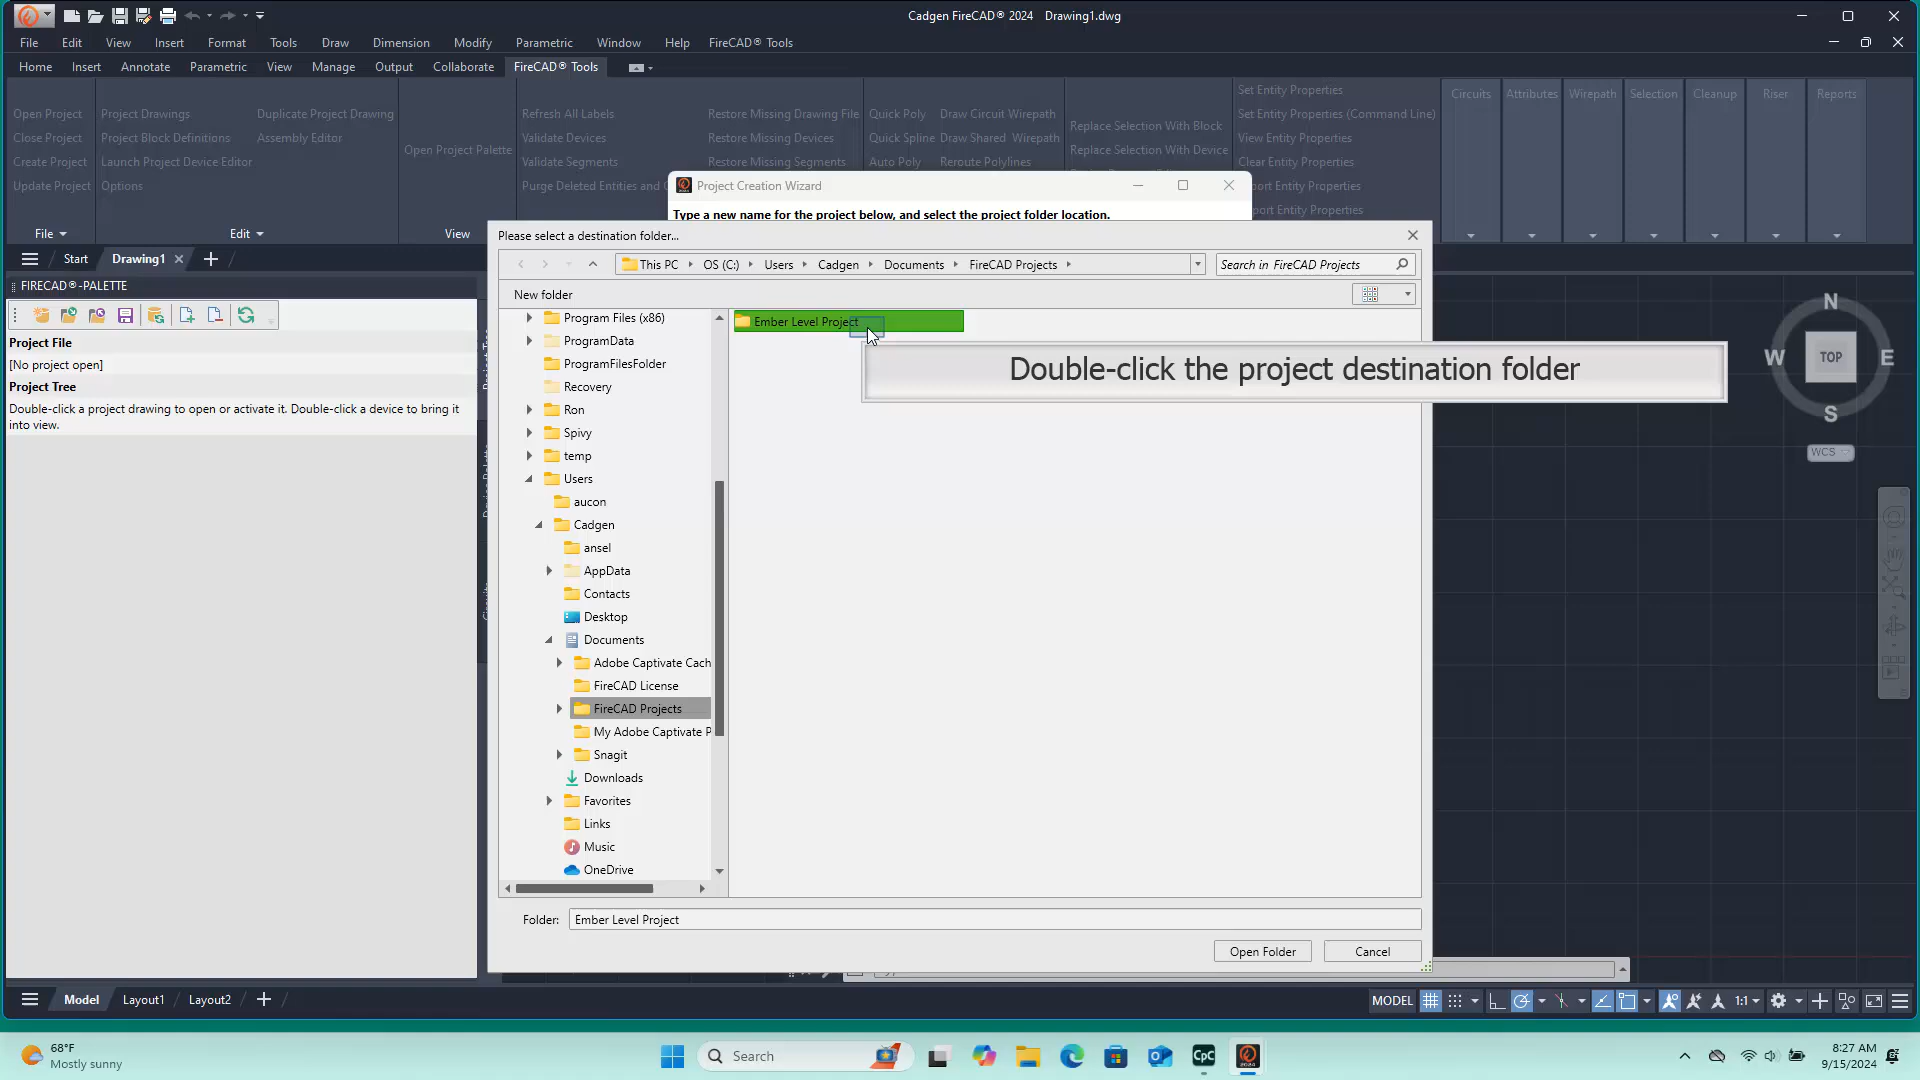 Cadgen FireCAD® 2024 Drawing1.dwg
File Edit View Insert Format Tools Draw Dimension Modify Parametric Window Help FireCAD® Tools
Home Insert Annotate Parametric View Manage Output Collaborate FireCAD® Tools
Set Entity Properties
Circuits Attributes Wirepath Selection Cleanup Riser Reports
Open Project Project Drawings Duplicate Project Drawing Refresh All Labels Restore Missing Drawing File Quick Poly Draw Circuit Wirepath Set Entity Properties (Command Line)
Replace Selection With Block
Close Project Project Block Definitions Assembly Editor Validate Devices Restore Missing Devices Quick Spline Draw Shared Wirepath View Entity Properties
Open Project Palette Replace Selection With Device
Create Project Launch Project Device Editor Validate Segments Restore Missing Segments Auto Poly Reroute Polylines Clear Entity Properties
Update Project Options Purge Deleted Entities and
port Entity Properties
port Entity Properties
File Edit View
Project Creation Wizard
Type a new name for the project below, and select the project folder location.
Start Drawing1
FIRECAD®-PALETTE
Project File
[No project open]
Project Tree
Double-click a project drawing to open or activate it. Double-click a device to bring it
into view.
Please select a destination folder...
This PC OS (C:) Users Cadgen Documents FireCAD Projects
Search in FireCAD Projects
New folder
Program Files (x86)
ProgramData
ProgramFilesFolder
Recovery
Ron
Spivy
temp
Users
aucon
Cadgen
ansel
AppData
Contacts
Desktop
Documents
Adobe Captivate Cach
FireCAD License
FireCAD Projects
My Adobe Captivate P
Snagit
Downloads
Favorites
Links
Music
OneDrive
Ember Level Project
Double-click the project destination folder
Folder: Ember Level Project
Open Folder Cancel
N
W TOP E
S
WCS
Model Layout1 Layout2
MODEL 1:1
68°F
Mostly sunny
Search
CpC
2024
8:27 AM
9/15/2024